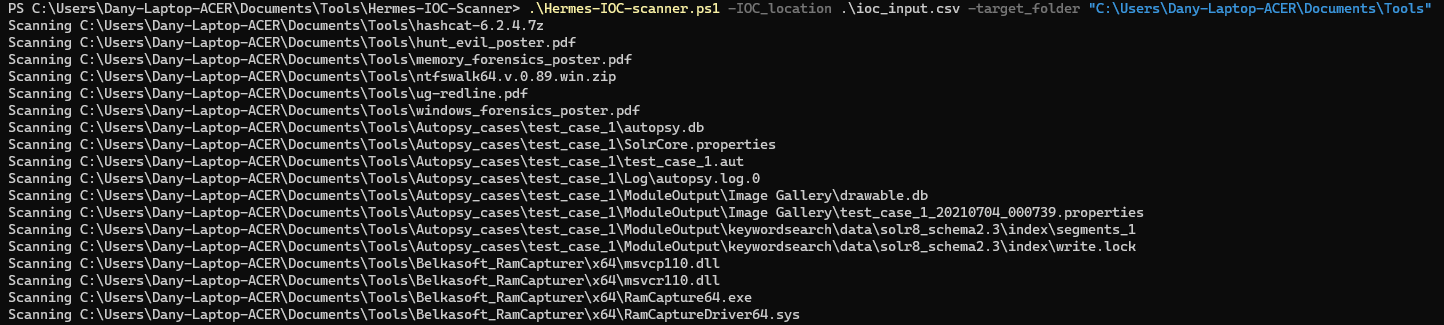 PS C:\Users\Dany-Laptop-ACER\Documents\Tools\Hermes-IOC-Scanner> .\Hermes-IOC-scanner.ps1 -IOC_location .\ioc_input.csv -target_folder "C:\Users\Dany-Laptop-ACER\Documents\Tools"
Scanning C:\Users\Dany-Laptop-ACER\Documents\Tools\hashcat-6.2.4.7z
Scanning C:\Users\Dany-Laptop-ACER\Documents\Tools\hunt_evil_poster.pdf
Scanning C:\Users\Dany-Laptop-ACER\Documents\Tools\memory_forensics_poster.pdf
Scanning C:\Users\Dany-Laptop-ACER\Documents\Tools\ntfswalk64.v.0.89.win.zip
Scanning C:\Users\Dany-Laptop-ACER\Documents\Tools\ug-redline.pdf
Scanning C:\Users\Dany-Laptop-ACER\Documents\Tools\windows_forensics_poster.pdf
Scanning C:\Users\Dany-Laptop-ACER\Documents\Tools\Autopsy_cases\test_case_1\autopsy.db
Scanning C:\Users\Dany-Laptop-ACER\Documents\Tools\Autopsy_cases\test_case_1\SolrCore.properties
Scanning C:\Users\Dany-Laptop-ACER\Documents\Tools\Autopsy_cases\test_case_1\test_case_1.aut
Scanning C:\Users\Dany-Laptop-ACER\Documents\Tools\Autopsy_cases\test_case_1\Log\autopsy.log.0
Scanning C:\Users\Dany-Laptop-ACER\Documents\Tools\Autopsy_cases\test_case_1\ModuleOutput\Image Gallery\drawable.db
Scanning C:\Users\Dany-Laptop-ACER\Documents\Tools\Autopsy_cases\test_case_1\ModuleOutput\Image Gallery\test_case_1_20210704_000739.properties
Scanning C:\Users\Dany-Laptop-ACER\Documents\Tools\Autopsy_cases\test_case_1\ModuleOutput\keywordsearch\data\solr8_schema2.3\index\segments_1
Scanning C:\Users\Dany-Laptop-ACER\Documents\Tools\Autopsy_cases\test_case_1\ModuleOutput\keywordsearch\data\solr8_schema2.3\index\write.lock
Scanning C:\Users\Dany-Laptop-ACER\Documents\Tools\Belkasoft_RamCapturer\x64\msvcp110.dll
Scanning C:\Users\Dany-Laptop-ACER\Documents\Tools\Belkasoft_RamCapturer\x64\msvcr110.dll
Scanning C:\Users\Dany-Laptop-ACER\Documents\Tools\Belkasoft_RamCapturer\x64\RamCapture64.exe
Scanning C:\Users\Dany-Laptop-ACER\Documents\Tools\Belkasoft_RamCapturer\x64\RamCaptureDriver64.sys